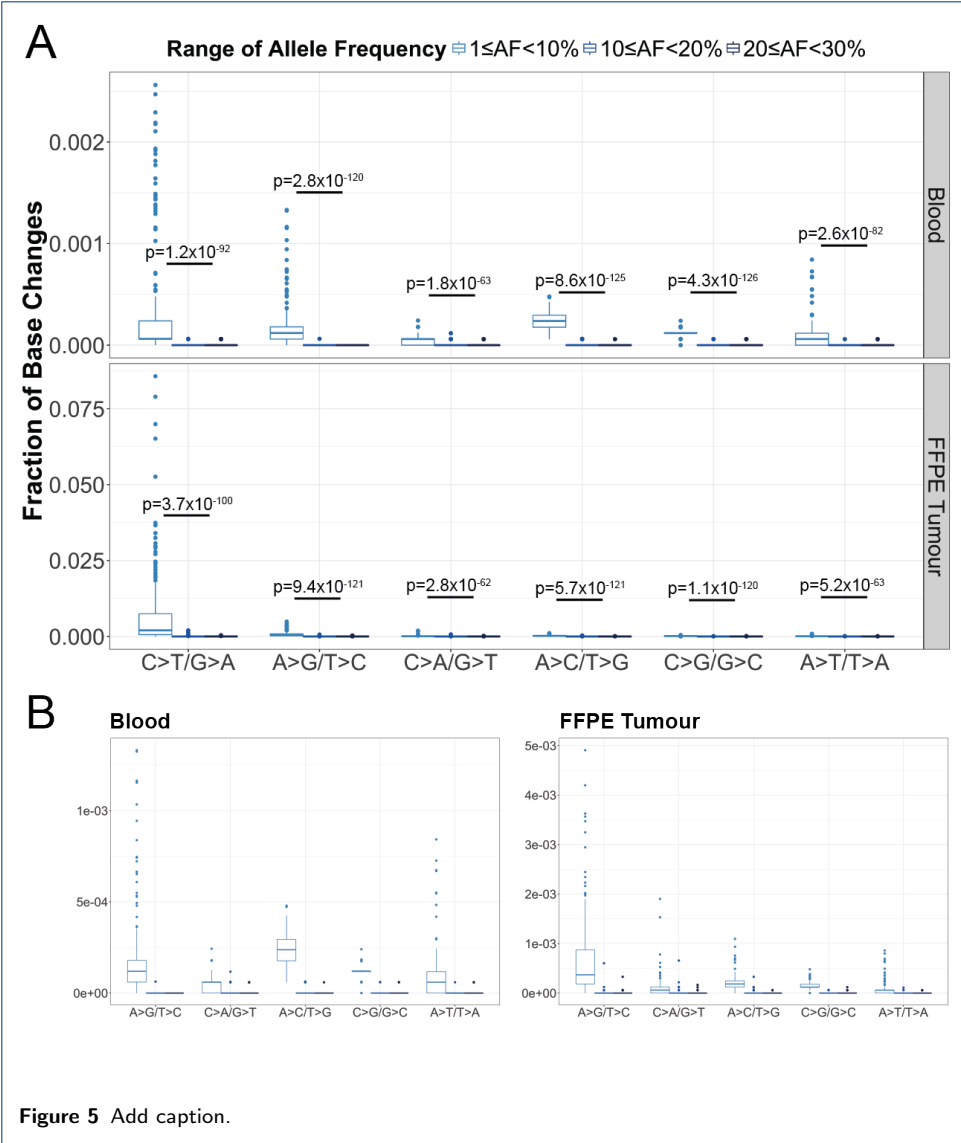 A
Range of Allele Frequency 1≤AF<10% 10≤AF<20% 20≤AF<30%
Fraction of Base Changes
0.002
0.001
0.000
p=1.2x10-92
p=2.8x10-120
p=1.8x10-63
p=8.6x10-125
p=4.3x10-126
p=2.6x10-82
Blood
0.075
0.050
0.025
0.000
p=3.7x10-100
p=9.4x10-121
p=2.8x10-62
p=5.7x10-121
p=1.1x10-120
p=5.2x10-63
FFPE Tumour
C>T/G>A A>G/T>C C>A/G>T A>C/T>G C>G/G>C A>T/T>A
B
Blood
1e-03
5e-04
0e+00
A>G/T>C C>A/G>T A>C/T>G C>G/G>C A>T/T>A
FFPE Tumour
5e-03
4e-03
3e-03
2e-03
1e-03
0e+00
A>G/T>C C>A/G>T A>C/T>G C>G/G>C A>T/T>A
Figure 5 Add caption.